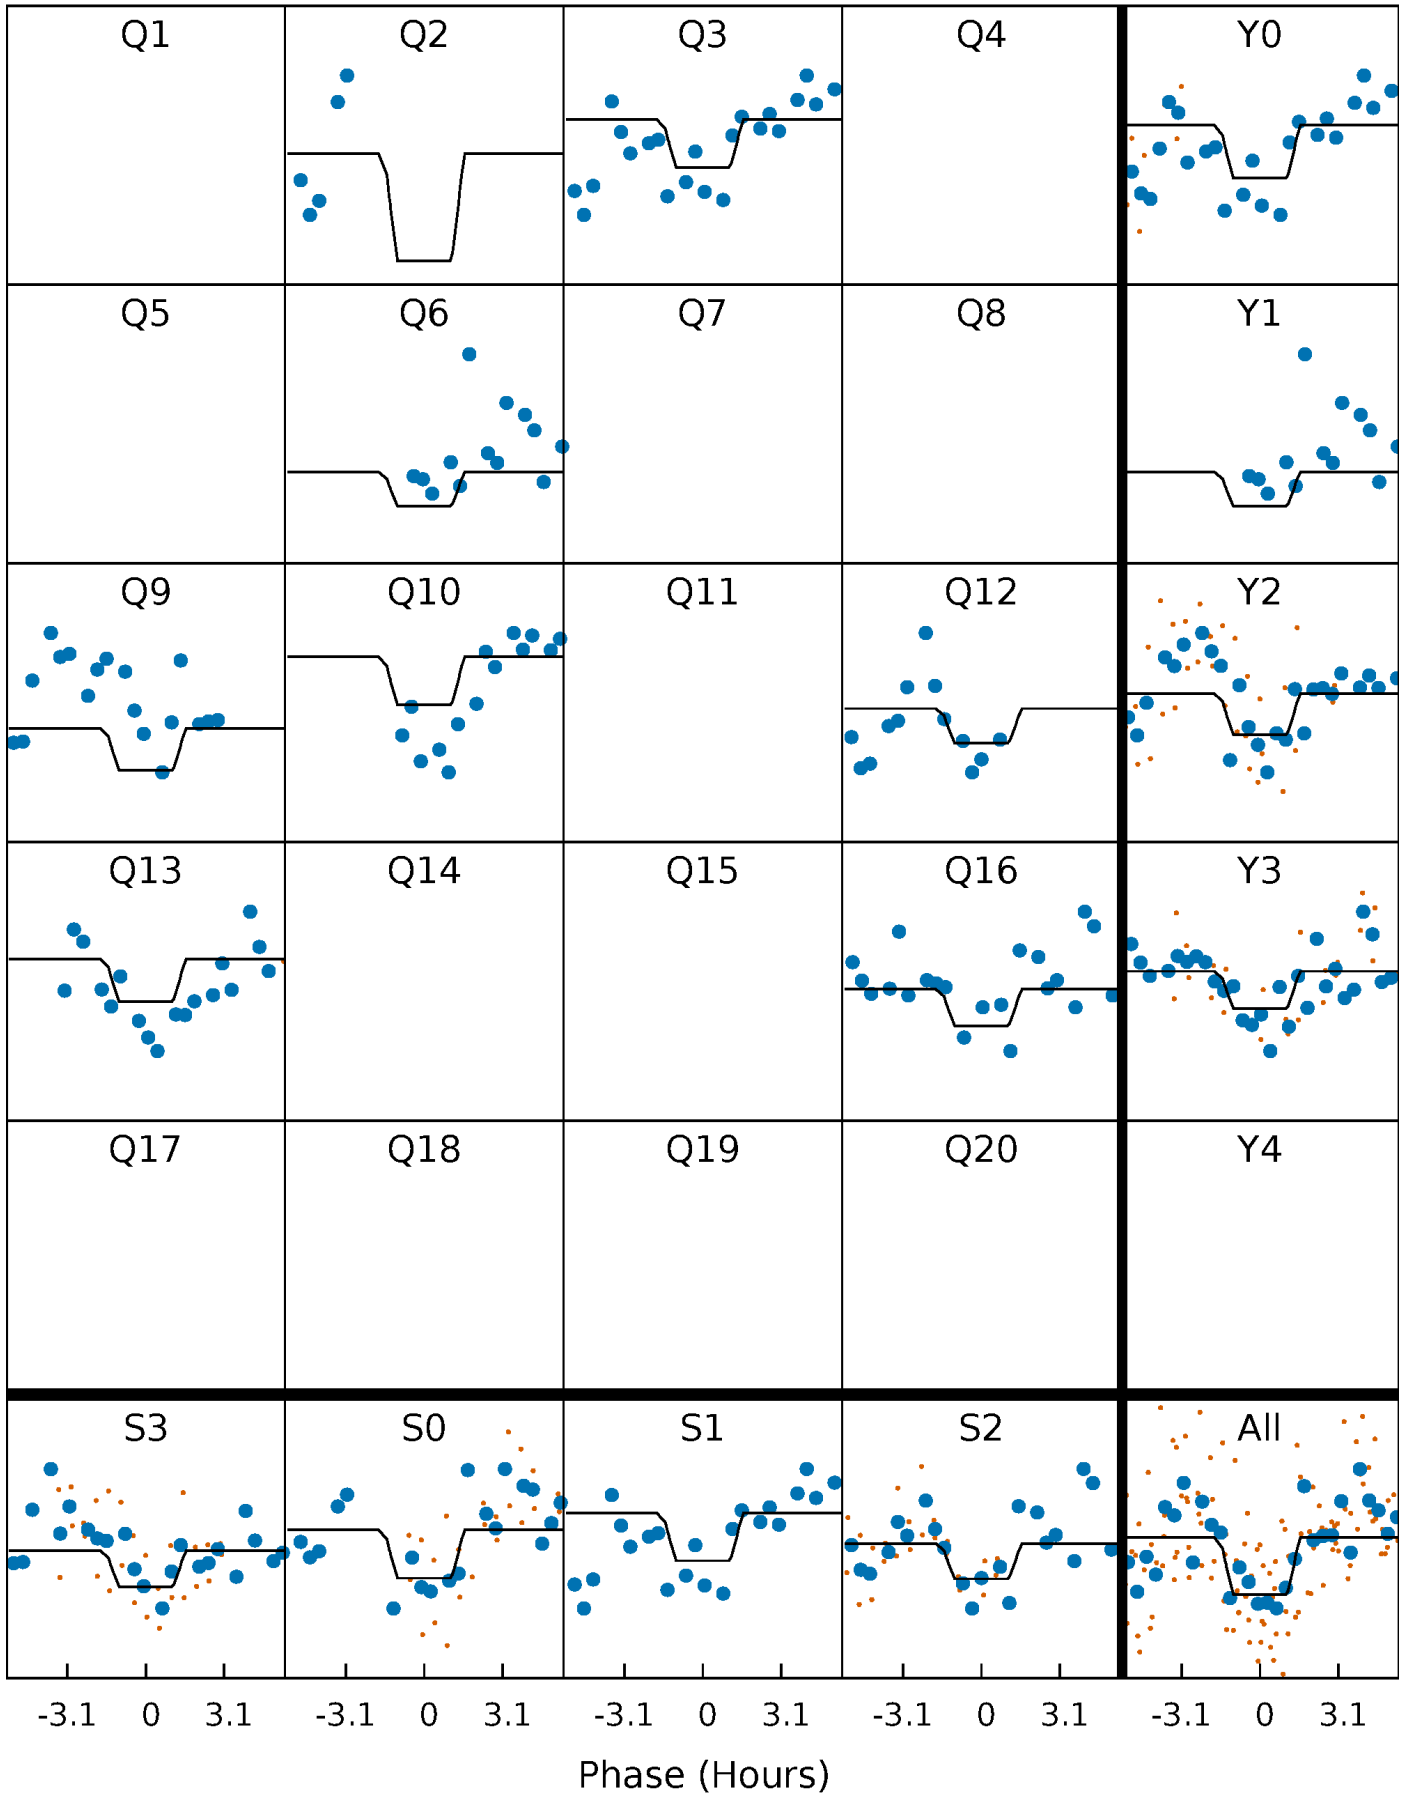 Q1 Q2 Q3 Q4 Y0
Q5 Q6 Q7 Q8 Y1
Q9 Q10 Q11 Q12 Y2
Q13 Q14 Q15 Q16 Y3
Q17 Q18 Q19 Q20 Y4
S3 S0 S1 S2 All
-3.1 0 3.1 -3.1 0 3.1 -3.1 0 3.1 -3.1 0 3.1 -3.1 0 3.1
Phase (Hours)